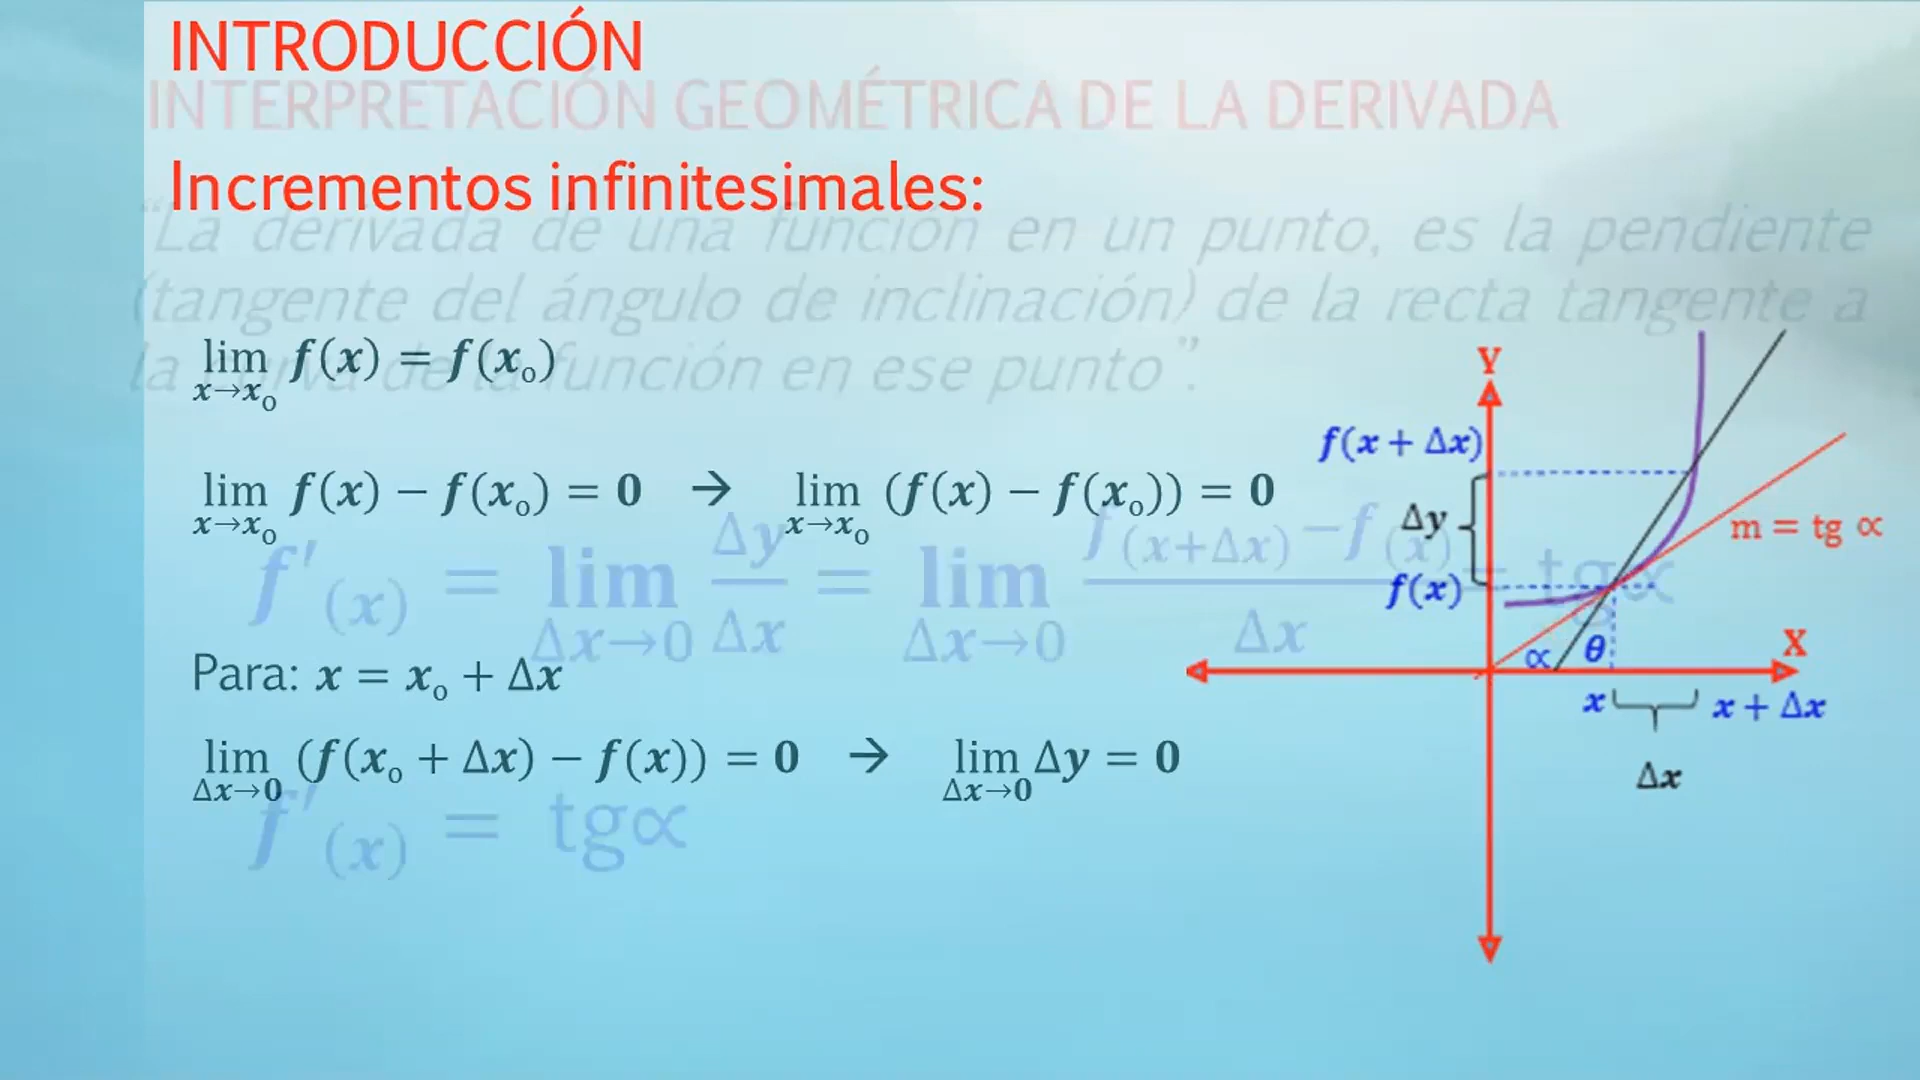 INTRODUCCIÓN
INTERPRETACIÓN GEOMÉTRICA DE LA DERIVADA
Incrementos infinitesimales:
“La derivada de una función en un punto, es la pendiente
(tangente del ángulo de inclinación) de la recta tangente a
la curva de la función en ese punto”.
lim x→x₀ f(x) = f(x₀)
lim x→x₀ f(x) − f(x₀) = 0 → lim x→x₀ (f(x) − f(x₀)) = 0
f'(x) = lim Δx→0 Δy/Δx = lim Δx→0 (f(x+Δx) − f(x))/Δx = tg∝
Para: x = x₀ + Δx
lim Δx→0 (f(x₀ + Δx) − f(x)) = 0 → lim Δx→0 Δy = 0
f'(x) = tg∝
Y
f(x + Δx)
Δy
m = tg ∝
f(x)
∝ θ
X
x
x + Δx
Δx